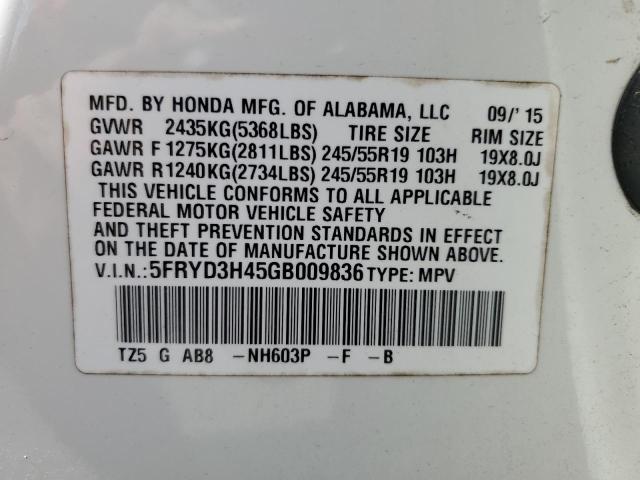 MFD. BY HONDA MFG. OF ALABAMA, LLC 09/' 15
GVWR 2435KG(5368LBS) TIRE SIZE RIM SIZE
GAWR F 1275KG(2811LBS) 245/55R19 103H 19X8.0J
GAWR R1240KG(2734LBS) 245/55R19 103H 19X8.0J
THIS VEHICLE CONFORMS TO ALL APPLICABLE
FEDERAL MOTOR VEHICLE SAFETY
AND THEFT PREVENTION STANDARDS IN EFFECT
ON THE DATE OF MANUFACTURE SHOWN ABOVE.
V.I.N.:5FRYD3H45GB009836 TYPE: MPV
TZ5 G AB8 -NH603P -F -B